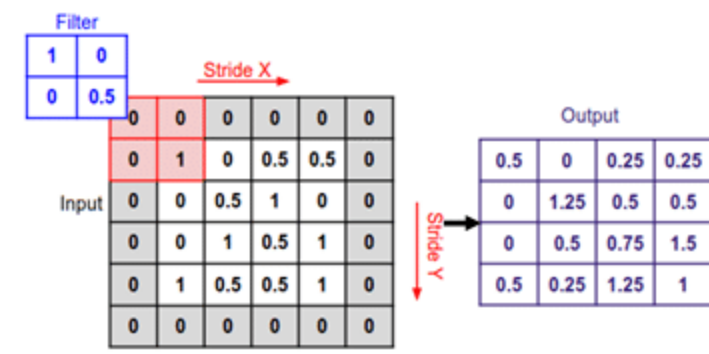 Filter
1 0
0 0.5
Stride X
0 0 0 0 0 0
0 1 0 0.5 0.5 0
Input
0 0 0.5 1 0 0
0 0 1 0.5 1 0
0 1 0.5 0.5 1 0
0 0 0 0 0 0
Stride Y
Output
0.5 0 0.25 0.25
0 1.25 0.5 0.5
0 0.5 0.75 1.5
0.5 0.25 1.25 1